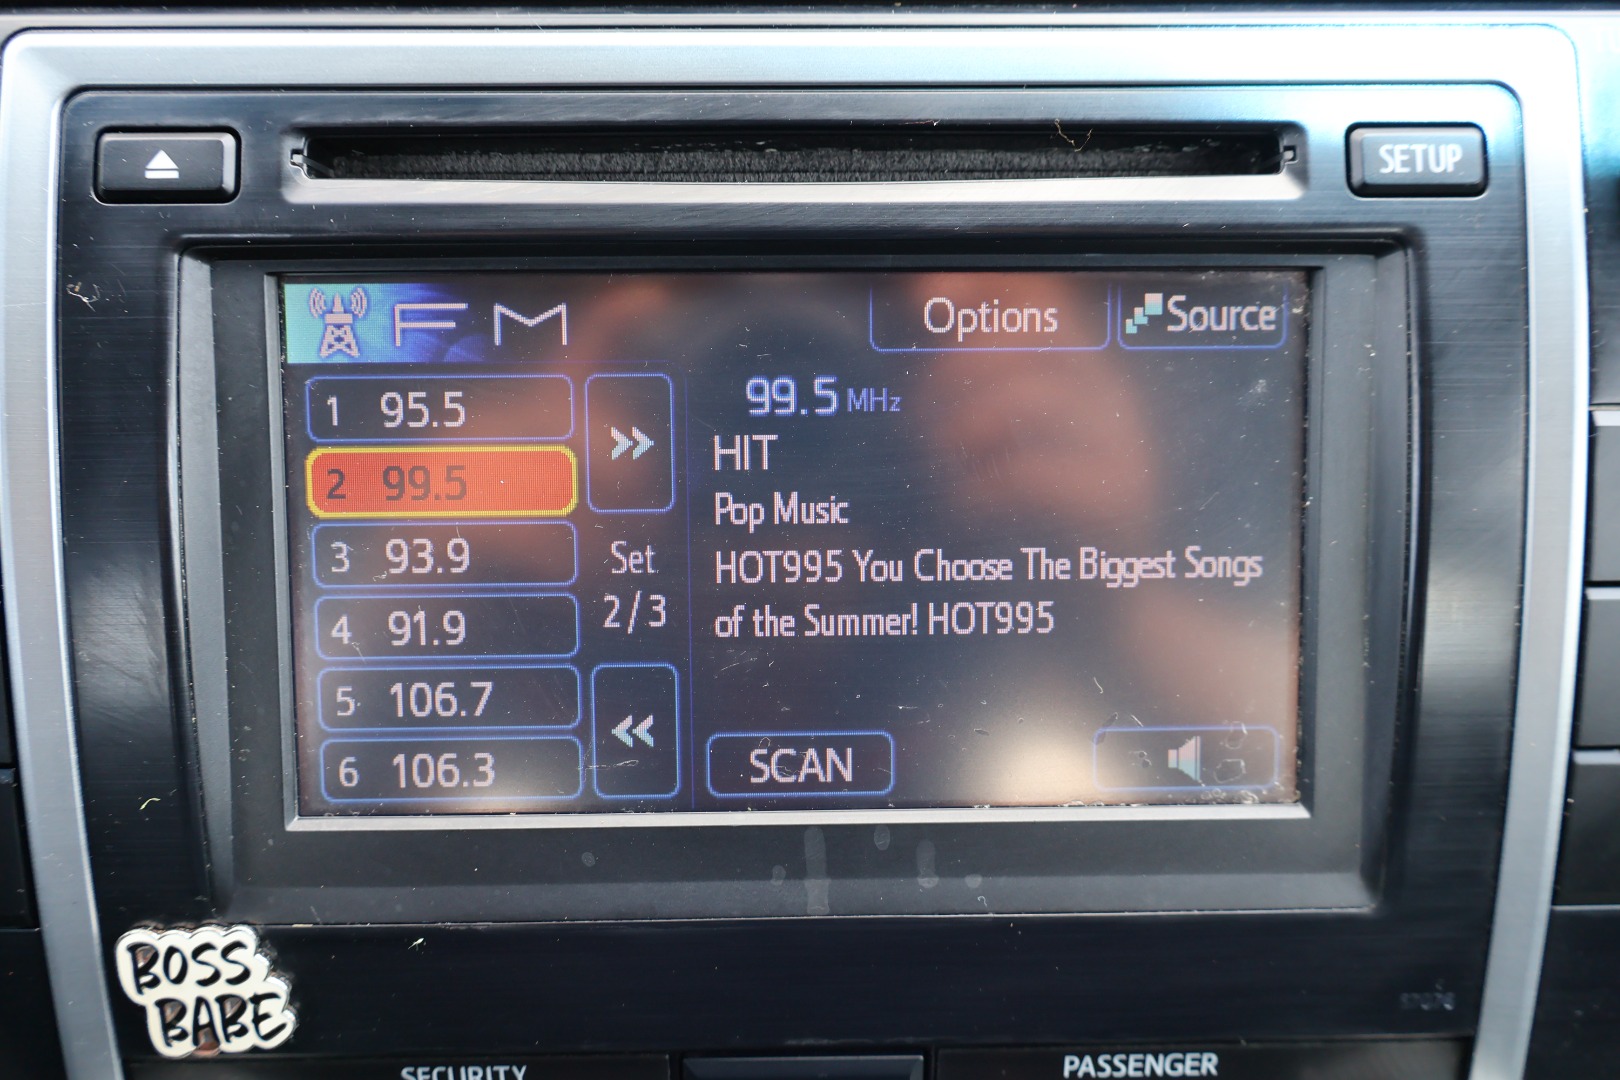 SETUP
FM
Options
Source
1 95.5
99.5 MHz
HIT
2 99.5
Pop Music
3 93.9
Set
2/3
HOT995 You Choose The Biggest Songs
of the Summer! HOT995
4 91.9
5 106.7
6 106.3
SCAN
BOSS
BABE
SECURITY
PASSENGER